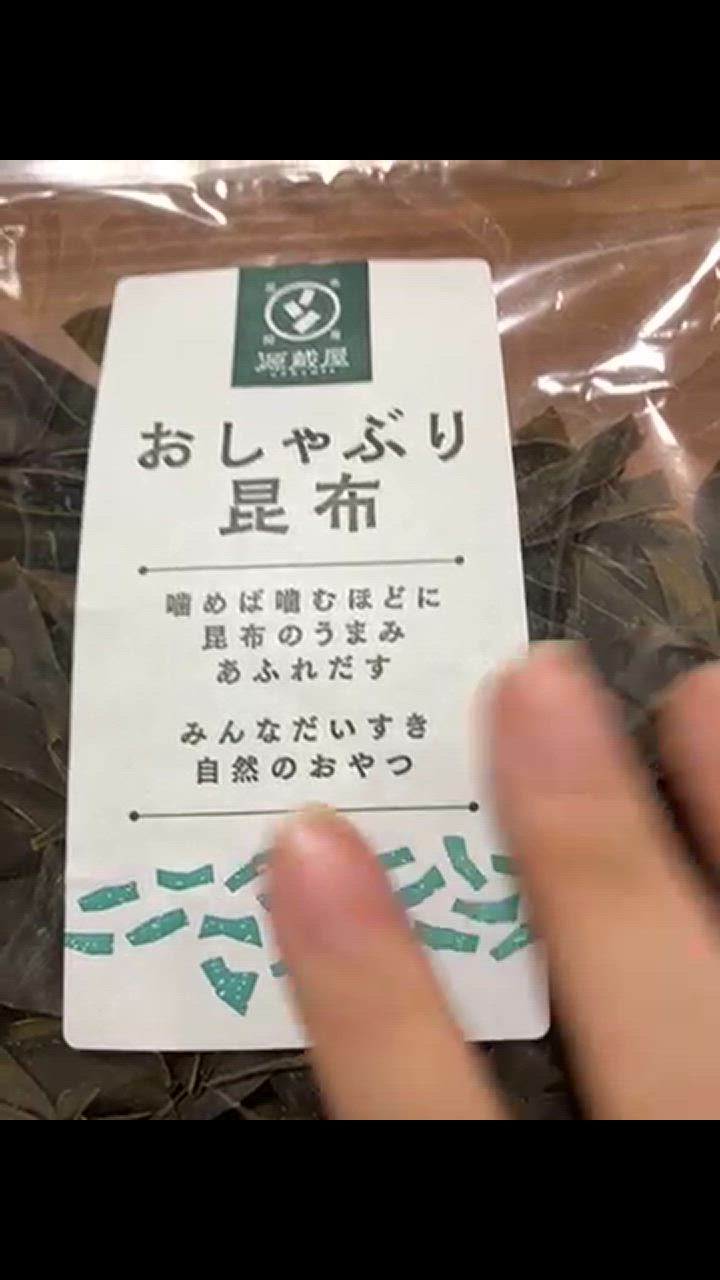 おしゃぶり
昆布
噛めば噛むほどに
昆布のうまみ
あふれだす
みんなだいすき
自然のおやつ